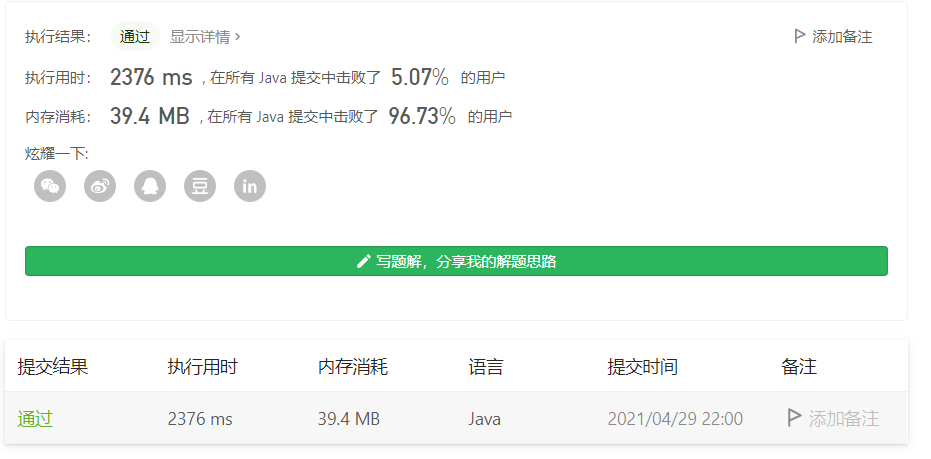 执行结果： 通过 显示详情 › 添加备注
执行用时： 2376 ms , 在所有 Java 提交中击败了 5.07% 的用户
内存消耗： 39.4 MB , 在所有 Java 提交中击败了 96.73% 的用户
炫耀一下:
豆 in
写题解，分享我的解题思路
提交结果 执行用时 内存消耗 语言 提交时间 备注
通过 2376 ms 39.4 MB Java 2021/04/29 22:00 添加备注